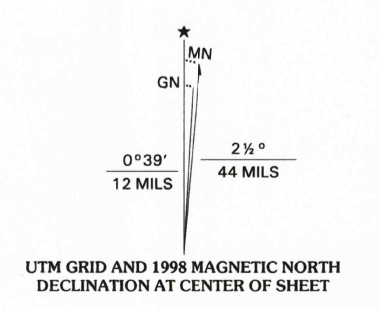 MN
GN
0°39'
12 MILS
2½°
44 MILS
UTM GRID AND 1998 MAGNETIC NORTH
DECLINATION AT CENTER OF SHEET